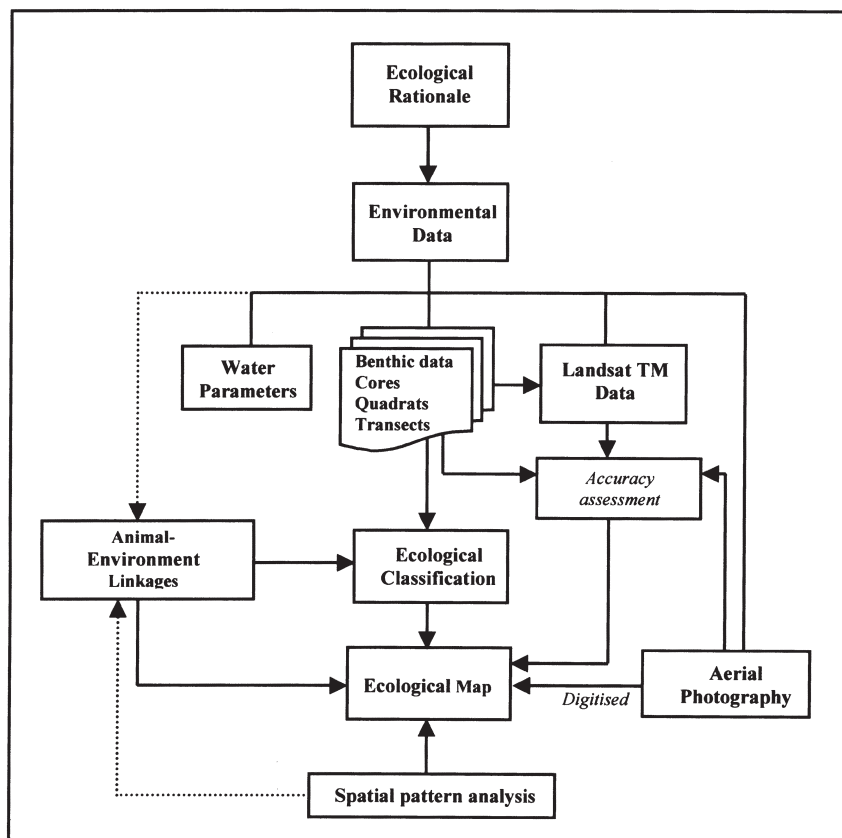 Ecological
Rationale
Environmental
Data
Water
Parameters
Benthic data
Cores
Quadrats
Transects
Landsat TM
Data
Accuracy
assessment
Animal-
Environment
Linkages
Ecological
Classification
Ecological Map
Digitised
Aerial
Photography
Spatial pattern analysis